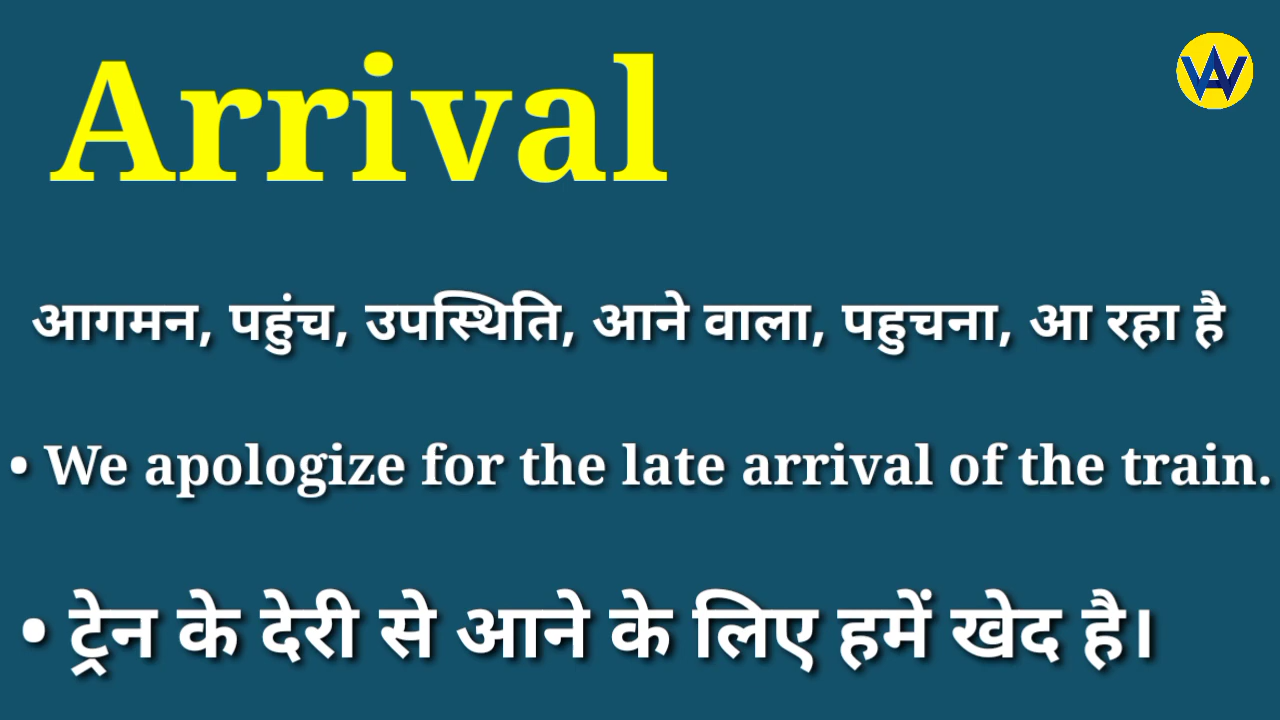 Arrival
आगमन, पहुंच, उपस्थिति, आने वाला, पहुचना, आ रहा है
• We apologize for the late arrival of the train.
• ट्रेन के देरी से आने के लिए हमें खेद है।